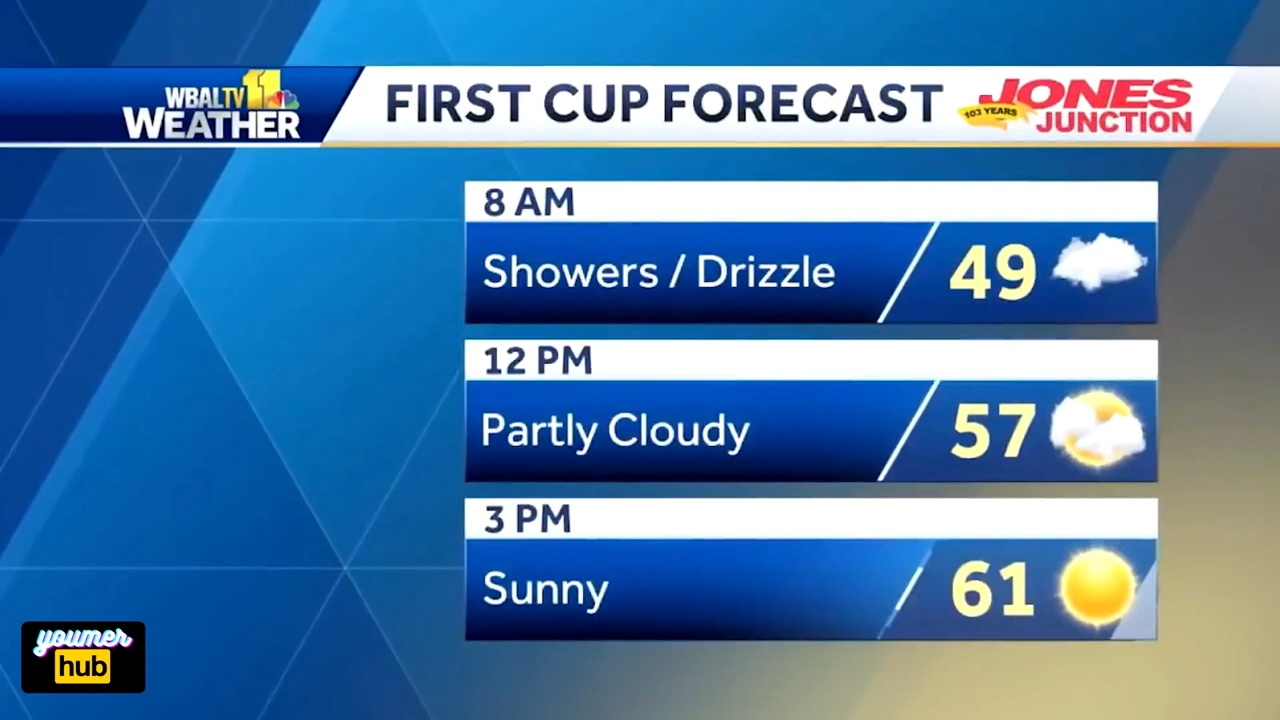 WBALTV 11
WEATHER
FIRST CUP FORECAST
103 YEARS
JONES
JUNCTION
8 AM
Showers / Drizzle
49
12 PM
Partly Cloudy
57
3 PM
Sunny
61
youmer
hub